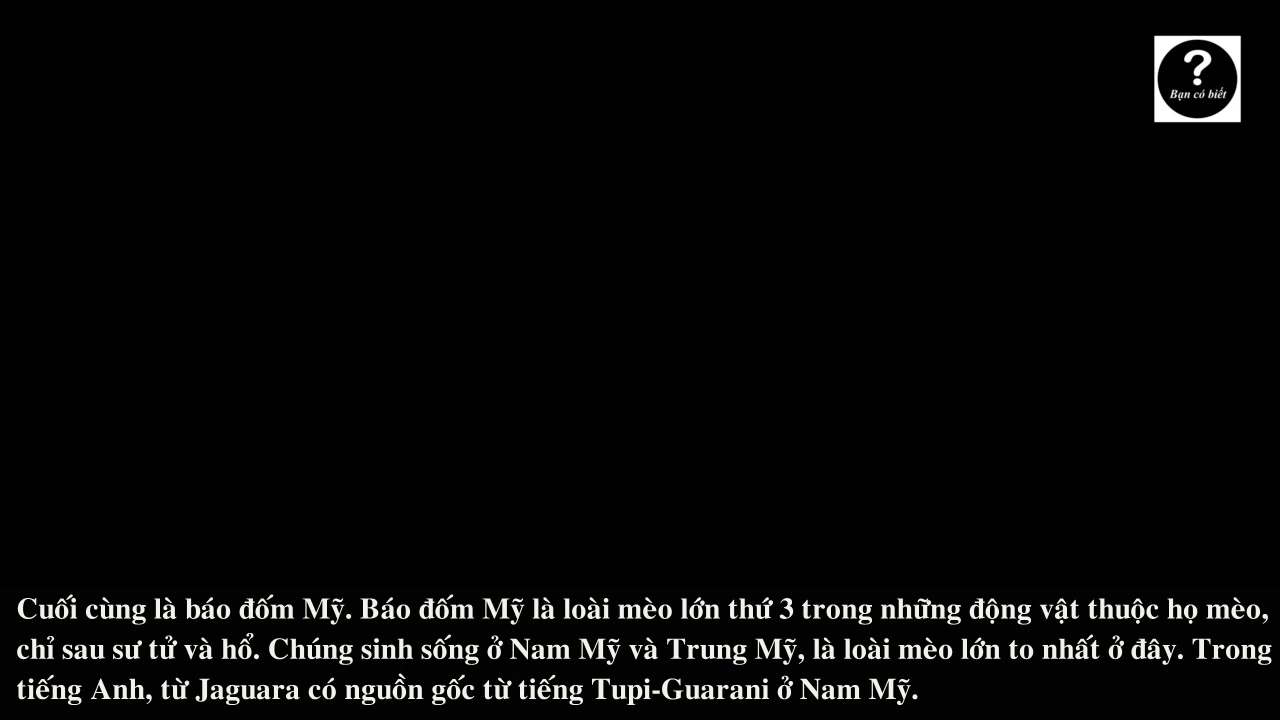 ?
Bạn có biết
Cuối cùng là báo đốm Mỹ. Báo đốm Mỹ là loài mèo lớn thứ 3 trong những động vật thuộc họ mèo,
chỉ sau sư tử và hổ. Chúng sinh sống ở Nam Mỹ và Trung Mỹ, là loài mèo lớn to nhất ở đây. Trong
tiếng Anh, từ Jaguara có nguồn gốc từ tiếng Tupi-Guarani ở Nam Mỹ.